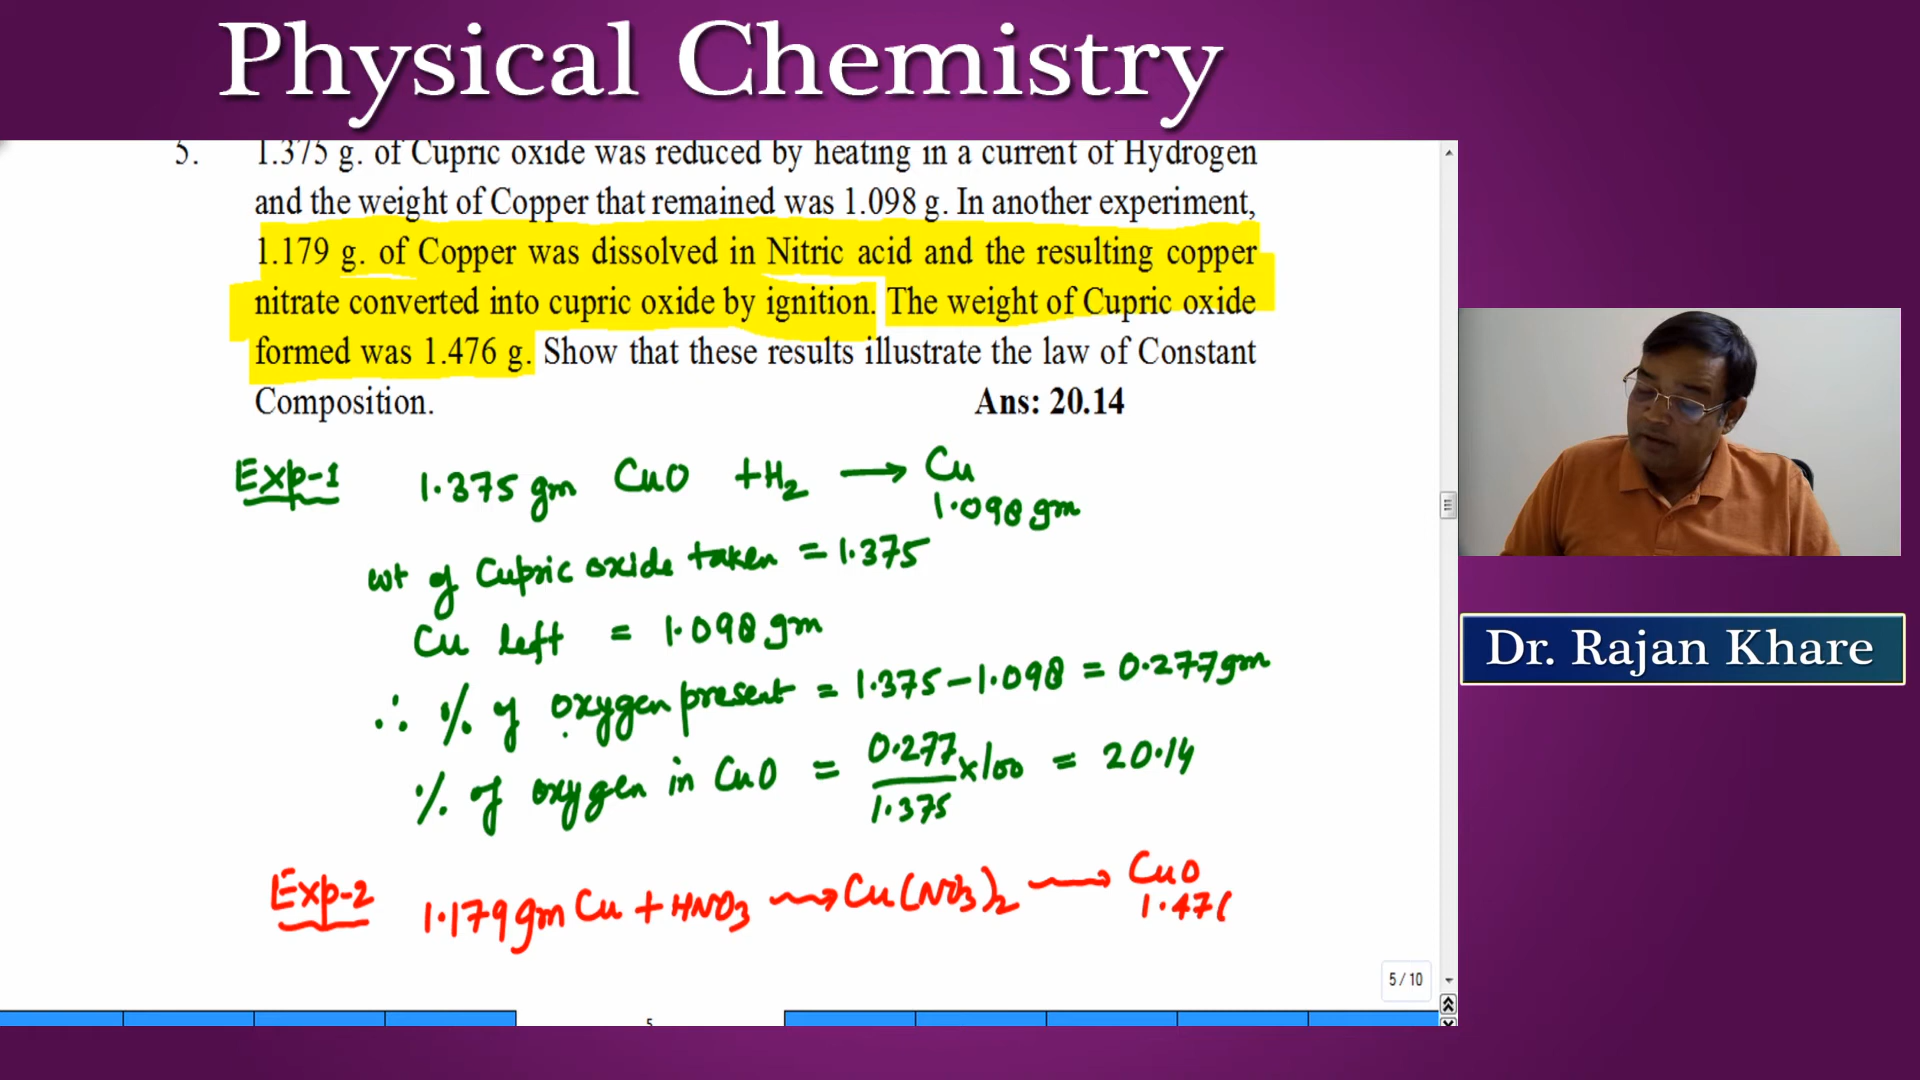 Physical Chemistry
5. 1.375 g. of Cupric oxide was reduced by heating in a current of Hydrogen
and the weight of Copper that remained was 1.098 g. In another experiment,
1.179 g. of Copper was dissolved in Nitric acid and the resulting copper
nitrate converted into cupric oxide by ignition. The weight of Cupric oxide
formed was 1.476 g. Show that these results illustrate the law of Constant
Composition. Ans: 20.14
Exp-1 1.375 gm CuO + H2 → Cu
1.098 gm
wt of Cupric oxide taken = 1.375
Cu left = 1.098 gm
∴ % of oxygen present = 1.375 - 1.098 = 0.277 gm
% of oxygen in CuO = 0.277/1.375 x 100 = 20.14
Exp-2 1.179 gm Cu + HNO3 → Cu(NO3)2 → CuO
1.47
Dr. Rajan Khare
5 / 10
5